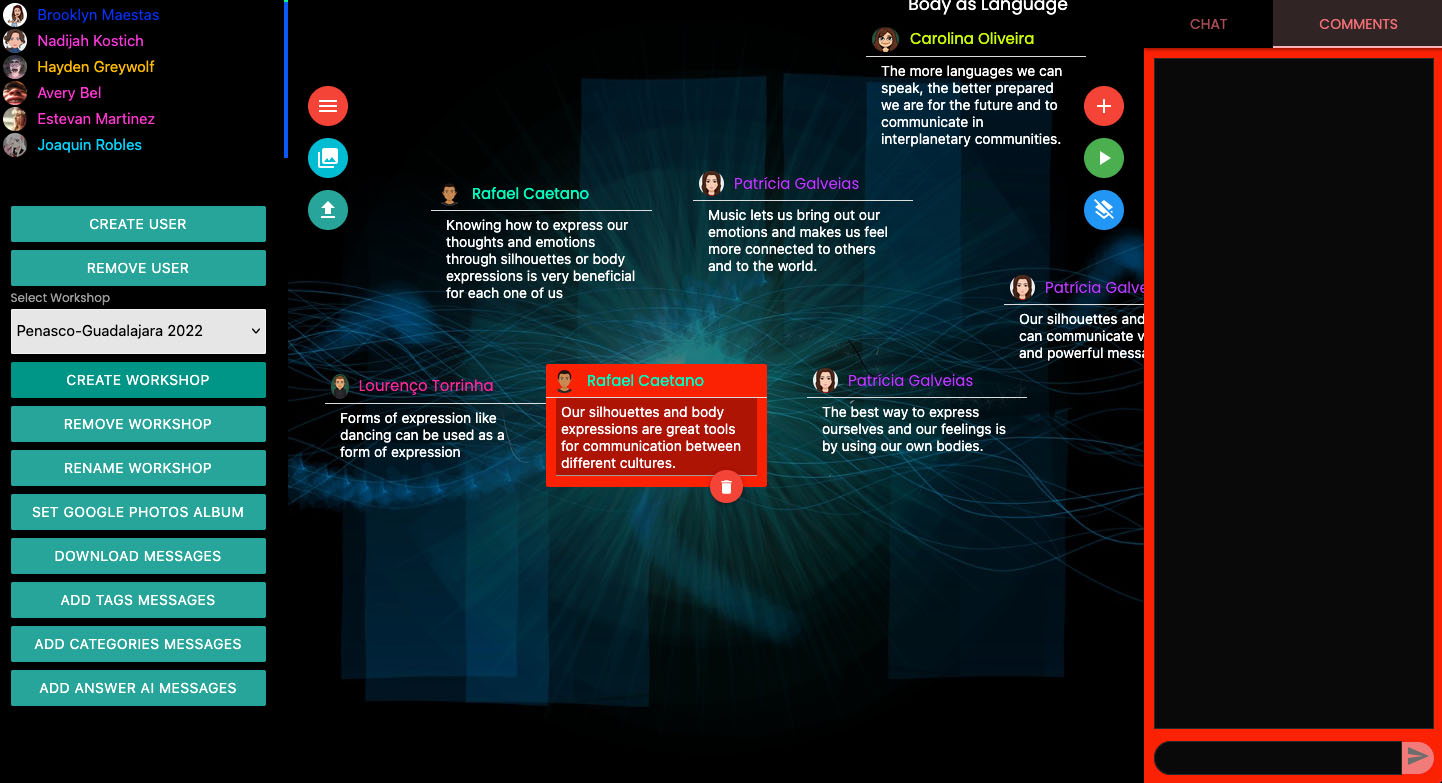 Brooklyn Maestas
Nadijah Kostich
Hayden Greywolf
Avery Bel
Estevan Martinez
Joaquin Robles
CREATE USER
REMOVE USER
Select Workshop
Penasco-Guadalajara 2022
CREATE WORKSHOP
REMOVE WORKSHOP
RENAME WORKSHOP
SET GOOGLE PHOTOS ALBUM
DOWNLOAD MESSAGES
ADD TAGS MESSAGES
ADD CATEGORIES MESSAGES
ADD ANSWER AI MESSAGES
Body as Language
Carolina Oliveira
The more languages we can
speak, the better prepared
we are for the future and to
communicate in
interplanetary communities.
Rafael Caetano
Knowing how to express our
thoughts and emotions
through silhouettes or body
expressions is very beneficial
for each one of us
Patrícia Galveias
Music lets us bring out our
emotions and makes us feel
more connected to others
and to the world.
Patrícia Galve
Our silhouettes and
can communicate v
and powerful messa
Lourenço Torrinha
Forms of expression like
dancing can be used as a
form of expression
Rafael Caetano
Our silhouettes and body
expressions are great tools
for communication between
different cultures.
Patrícia Galveias
The best way to express
ourselves and our feelings is
by using our own bodies.
CHAT
COMMENTS